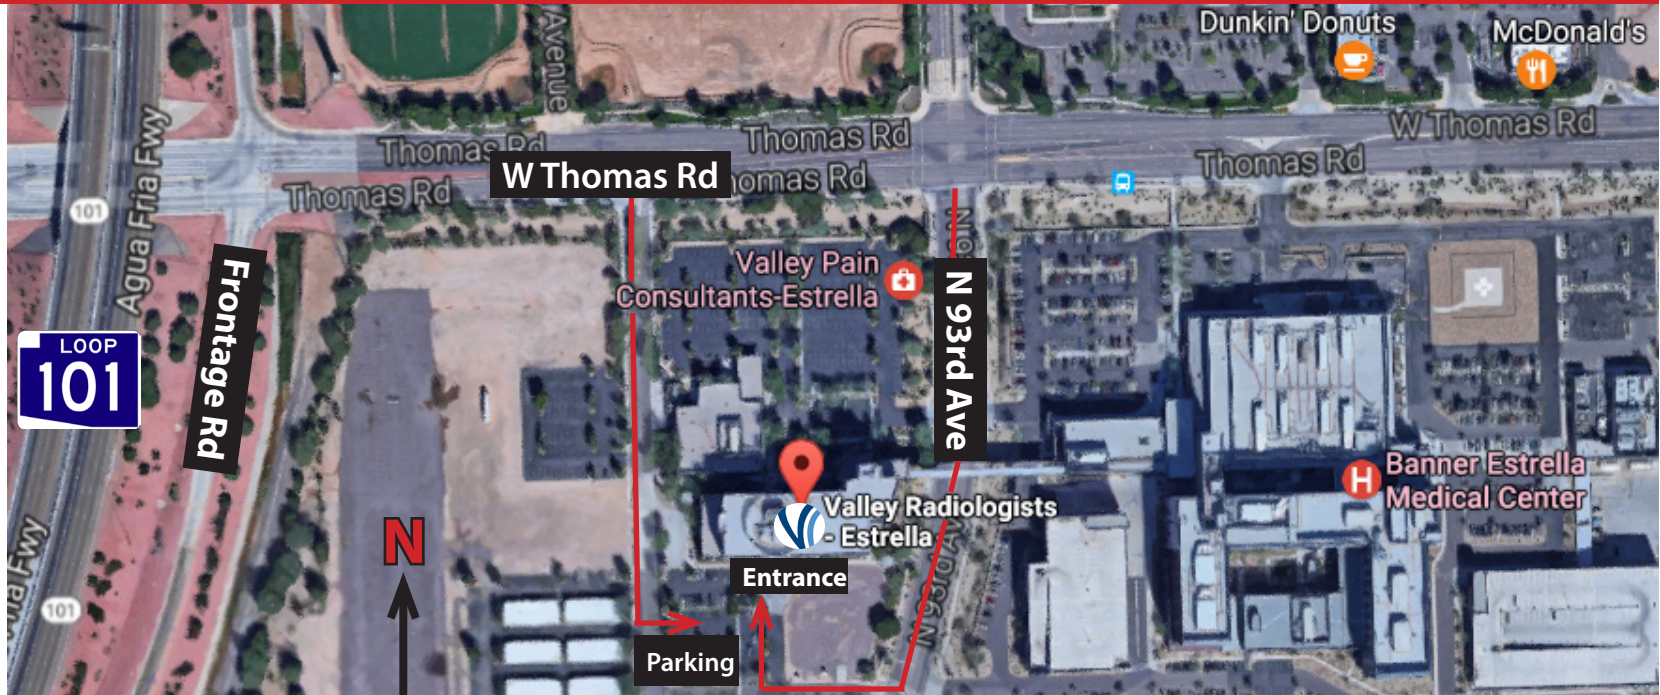 Dunkin' Donuts
McDonald's
Avenue
W Thomas Rd
Thomas Rd
Thomas Rd
Thomas Rd
Thomas Rd
W Thomas Rd
Thomas Rd
101
Agua Fria Fwy
Frontage Rd
Valley Pain
Consultants-Estrella
N 93rd Ave
LOOP
101
Banner Estrella
Medical Center
H
Valley Radiologists
- Estrella
N
Entrance
Fwy
101
Parking